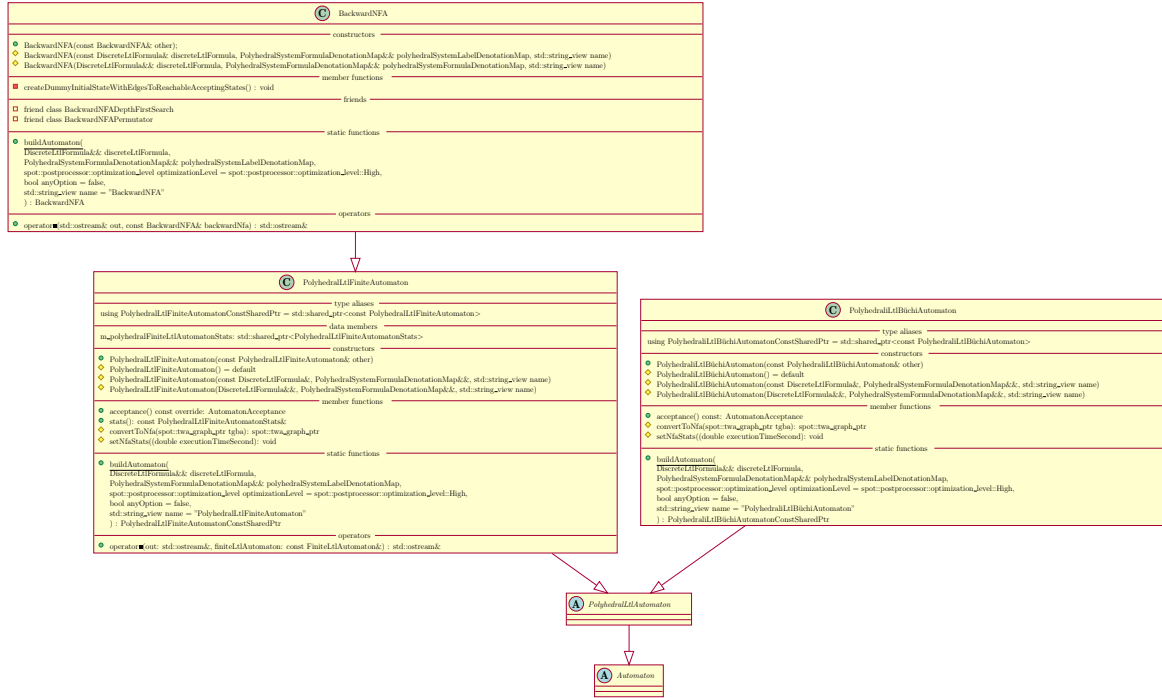 C BackwardNFA
constructors
BackwardNFA(const BackwardNFA& other);
BackwardNFA(const DiscreteLtlFormula& discreteLtlFormula, PolyhedralSystemFormulaDenotationMap&& polyhedralSystemLabelDenotationMap, std::string_view name)
BackwardNFA(DiscreteLtlFormula&& discreteLtlFormula, PolyhedralSystemFormulaDenotationMap&& polyhedralSystemFormulaDenotationMap, std::string_view name)
member functions
createDummyInitialStateWithEdgesToReachableAcceptingStates() : void
friends
friend class BackwardNFADepthFirstSearch
friend class BackwardNFAPermutator
static functions
buildAutomaton(
DiscreteLtlFormula&& discreteLtlFormula,
PolyhedralSystemFormulaDenotationMap&& polyhedralSystemLabelDenotationMap,
spot::postprocessor::optimization_level optimizationLevel = spot::postprocessor::optimization_level::High,
bool anyOption = false,
std::string_view name = "BackwardNFA"
) : BackwardNFA
operators
operator■(std::ostream& out, const BackwardNFA& backwardNfa) : std::ostream&
C PolyhedralLtlFiniteAutomaton
type aliases
using PolyhedralLtlFiniteAutomatonConstSharedPtr = std::shared_ptr<const PolyhedralLtlFiniteAutomaton>
data members
m_polyhedralFiniteLtlAutomatonStats: std::shared_ptr<PolyhedralLtlFiniteAutomatonStats>
constructors
PolyhedralLtlFiniteAutomaton(const PolyhedralLtlFiniteAutomaton& other)
PolyhedralLtlFiniteAutomaton() = default
PolyhedralLtlFiniteAutomaton(const DiscreteLtlFormula&, PolyhedralSystemFormulaDenotationMap&&, std::string_view name)
PolyhedralLtlFiniteAutomaton(DiscreteLtlFormula&&, PolyhedralSystemFormulaDenotationMap&&, std::string_view name)
member functions
acceptance() const override: AutomatonAcceptance
stats(): const PolyhedralLtlFiniteAutomatonStats&
convertToNfa(spot::twa_graph_ptr tgba): spot::twa_graph_ptr
setNfaStats((double executionTimeSecond): void
static functions
buildAutomaton(
DiscreteLtlFormula&& discreteLtlFormula,
PolyhedralSystemFormulaDenotationMap&& polyhedralSystemLabelDenotationMap,
spot::postprocessor::optimization_level optimizationLevel = spot::postprocessor::optimization_level::High,
bool anyOption = false,
std::string_view name = "PolyhedralLtlFiniteAutomaton"
) : PolyhedralLtlFiniteAutomatonConstSharedPtr
operators
operator■(out: std::ostream&, finiteLtlAutomaton: const FiniteLtlAutomaton&) : std::ostream&
C PolyhedraliLtlBüchiAutomaton
type aliases
using PolyhedraliLtlBüchiAutomatonConstSharedPtr = std::shared_ptr<const PolyhedraliLtlBüchiAutomaton>
constructors
PolyhedraliLtlBüchiAutomaton(const PolyhedraliLtlBüchiAutomaton& other)
PolyhedraliLtlBüchiAutomaton() = default
PolyhedraliLtlBüchiAutomaton(const DiscreteLtlFormula&, PolyhedralSystemFormulaDenotationMap&&, std::string_view name)
PolyhedraliLtlBüchiAutomaton(DiscreteLtlFormula&&, PolyhedralSystemFormulaDenotationMap&&, std::string_view name)
member functions
acceptance() const: AutomatonAcceptance
convertToNfa(spot::twa_graph_ptr tgba): spot::twa_graph_ptr
setNfaStats((double executionTimeSecond): void
static functions
buildAutomaton(
DiscreteLtlFormula&& discreteLtlFormula,
PolyhedralSystemFormulaDenotationMap&& polyhedralSystemLabelDenotationMap,
spot::postprocessor::optimization_level optimizationLevel = spot::postprocessor::optimization_level::High,
bool anyOption = false,
std::string_view name = "PolyhedraliLtlBüchiAutomaton"
) : PolyhedraliLtlBüchiAutomatonConstSharedPtr
A PolyhedralLtlAutomaton
A Automaton